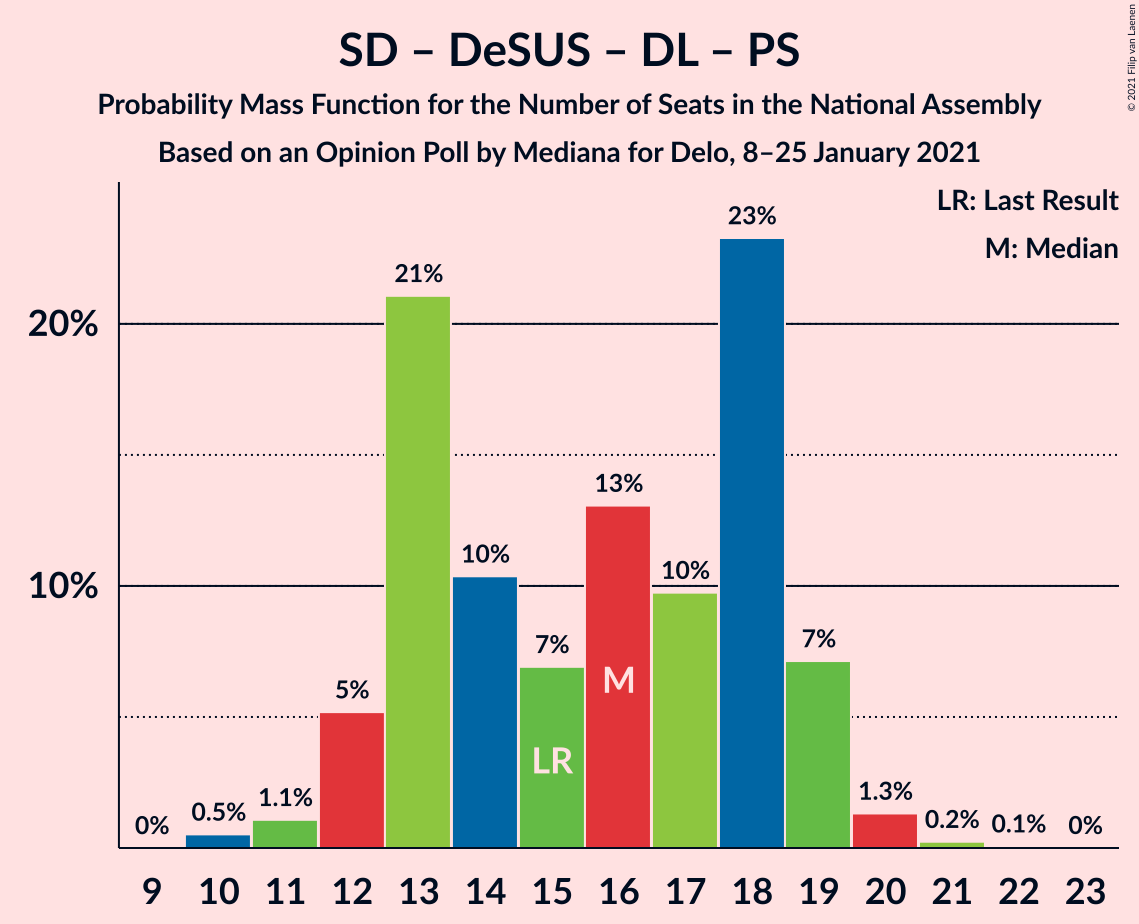 SD – DeSUS – DL – PS
Probability Mass Function for the Number of Seats in the National Assembly
Based on an Opinion Poll by Mediana for Delo, 8–25 January 2021
© 2021 Filip van Laenen
LR: Last Result
M: Median
20%
10%
0%
0.5%
1.1%
5%
21%
10%
7%
13%
10%
23%
7%
1.3%
0.2%
0.1%
0%
LR
M
9 10 11 12 13 14 15 16 17 18 19 20 21 22 23